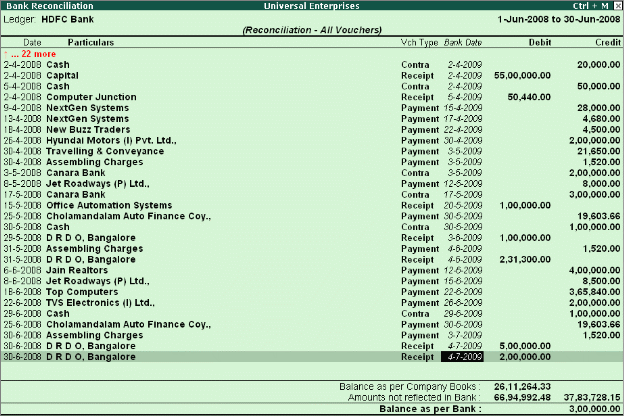 Bank Reconciliation Universal Enterprises Ctrl + M
Ledger: HDFC Bank 1-Jun-2008 to 30-Jun-2008
(Reconciliation - All Vouchers)
Date Particulars Vch Type Bank Date Debit Credit
↑ ... 22 more
2-4-2008 Cash Contra 2-4-2009 20,000.00
2-4-2008 Capital Receipt 2-4-2009 55,00,000.00
5-4-2008 Cash Contra 2-4-2009 50,000.00
2-4-2008 Computer Junction Receipt 5-4-2009 50,440.00
9-4-2008 NextGen Systems Payment 15-4-2009 28,000.00
13-4-2008 NextGen Systems Payment 17-4-2009 4,680.00
18-4-2008 New Buzz Traders Payment 22-4-2009 4,500.00
26-4-2008 Hyundai Motors (I) Pvt. Ltd., Payment 30-4-2009 2,00,000.00
30-4-2008 Travelling & Conveyance Payment 3-5-2009 21,650.00
30-4-2008 Assembling Charges Payment 3-5-2009 1,520.00
3-5-2008 Canara Bank Contra 3-5-2009 2,00,000.00
8-5-2008 Jet Roadways (P) Ltd., Payment 12-5-2009 8,000.00
17-5-2008 Canara Bank Contra 17-5-2009 3,00,000.00
15-5-2008 Office Automation Systems Receipt 20-5-2009 1,00,000.00
25-5-2008 Cholamandalam Auto Finance Coy., Payment 30-5-2009 19,603.66
30-5-2008 Cash Contra 30-5-2009 1,00,000.00
29-5-2008 D R D O, Bangalore Receipt 3-6-2009 1,00,000.00
31-5-2008 Assembling Charges Payment 4-6-2009 1,520.00
31-5-2008 D R D O, Bangalore Receipt 4-6-2009 2,31,300.00
6-6-2008 Jain Realtors Payment 12-6-2009 4,00,000.00
8-6-2008 Jet Roadways (P) Ltd., Payment 15-6-2009 8,500.00
18-6-2008 Top Computers Payment 22-6-2009 3,65,840.00
22-6-2008 TVS Electronics (I) Ltd., Payment 26-6-2009 2,00,000.00
29-6-2008 Cash Contra 29-6-2009 1,00,000.00
25-6-2008 Cholamandalam Auto Finance Coy., Payment 30-6-2009 19,603.66
30-6-2008 Assembling Charges Payment 3-7-2009 1,520.00
30-6-2008 D R D O, Bangalore Receipt 4-7-2009 5,00,000.00
30-6-2008 D R D O, Bangalore Receipt 4-7-2009 2,00,000.00
Balance as per Company Books : 26,11,264.33
Amounts not reflected in Bank : 66,94,992.48 37,83,728.15
Balance as per Bank : 3,00,000.00